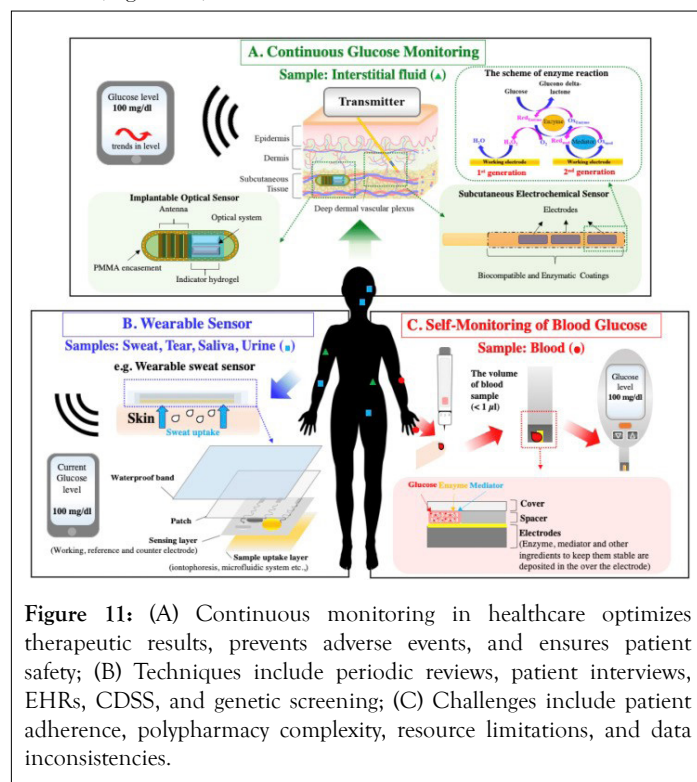 A. Continuous Glucose Monitoring
Sample: Interstitial fluid (▲)
Glucose level
100 mg/dl
trends in level
Transmitter
Epidermis
Dermis
Subcutaneous
Tissue
Deep dermal vascular plexus
The scheme of enzyme reaction
Glucose
Glucono delta-
lactone
Enzyme
Mediator
H₂O
H₂O₂
O₂
Working electrode
Working electrode
1st generation
2nd generation
Implantable Optical Sensor
Antenna
Optical system
PMMA encasement
Indicator hydrogel
Subcutaneous Electrochemical Sensor
Electrodes
Biocompatible and Enzymatic Coatings
B. Wearable Sensor
Samples: Sweat, Tear, Saliva, Urine (■)
e.g. Wearable sweat sensor
Skin
Sweat uptake
Current
Glucose
level
100 mg/dl
Waterproof band
Patch
Sensing layer
(Working, reference and counter electrode)
Sample uptake layer
(iontophoresis, microfluidic system etc.,)
C. Self-Monitoring of Blood Glucose
Sample: Blood (●)
The volume
of blood
sample
(< 1 µl)
Glucose
level
100 mg/dl
Glucose Enzyme Mediator
Cover
Spacer
Electrodes
(Enzyme, mediator and other
ingredients to keep them stable are
deposited in the over the electrode)
Figure 11: (A) Continuous monitoring in healthcare optimizes
therapeutic results, prevents adverse events, and ensures patient
safety; (B) Techniques include periodic reviews, patient interviews,
EHRs, CDSS, and genetic screening; (C) Challenges include patient
adherence, polypharmacy complexity, resource limitations, and data
inconsistencies.